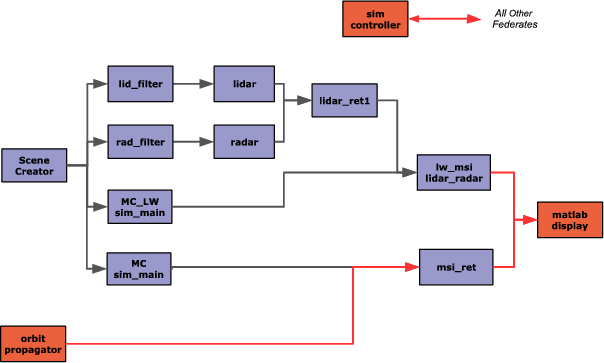 sim
controller
All Other
Federates
lid_filter
lidar
lidar_ret1
rad_filter
radar
Scene
Creator
lw_msi
lidar_radar
MC_LW
sim_main
matlab
display
MC
sim_main
msi_ret
orbit
propagator